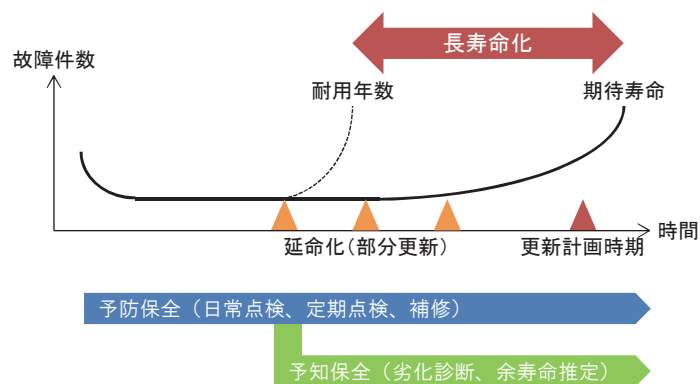 長寿命化
故障件数
耐用年数
期待寿命
時間
延命化（部分更新）
更新計画時期
予防保全（日常点検、定期点検、補修）
予知保全（劣化診断、余寿命推定）